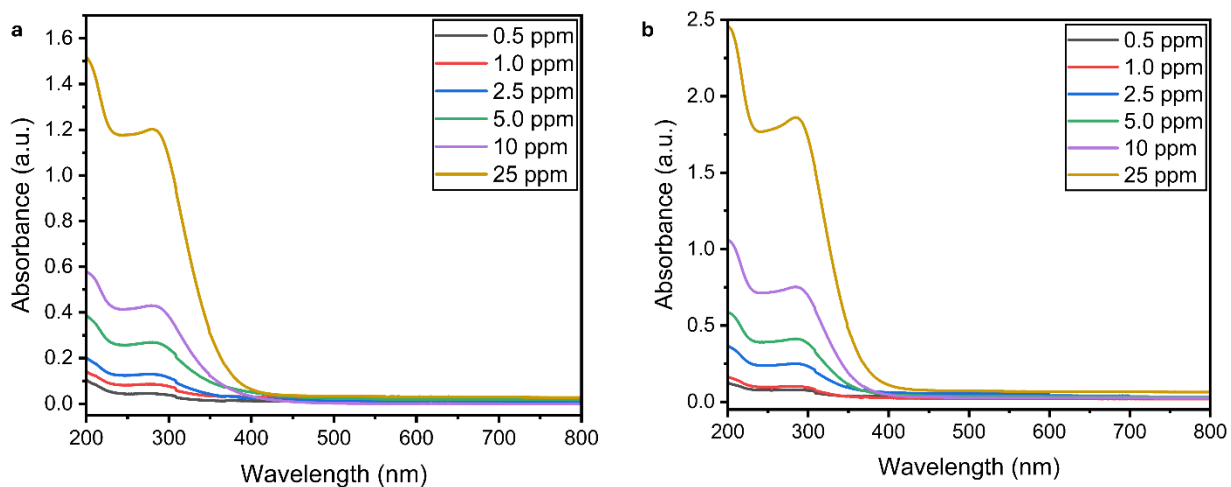 a
1.6
1.4
1.2
1.0
0.8
0.6
0.4
0.2
0.0
Absorbance (a.u.)
0.5 ppm
1.0 ppm
2.5 ppm
5.0 ppm
10 ppm
25 ppm
200 300 400 500 600 700 800
Wavelength (nm)
b
2.5
2.0
1.5
1.0
0.5
0.0
Absorbance (a.u.)
0.5 ppm
1.0 ppm
2.5 ppm
5.0 ppm
10 ppm
25 ppm
200 300 400 500 600 700 800
Wavelength (nm)